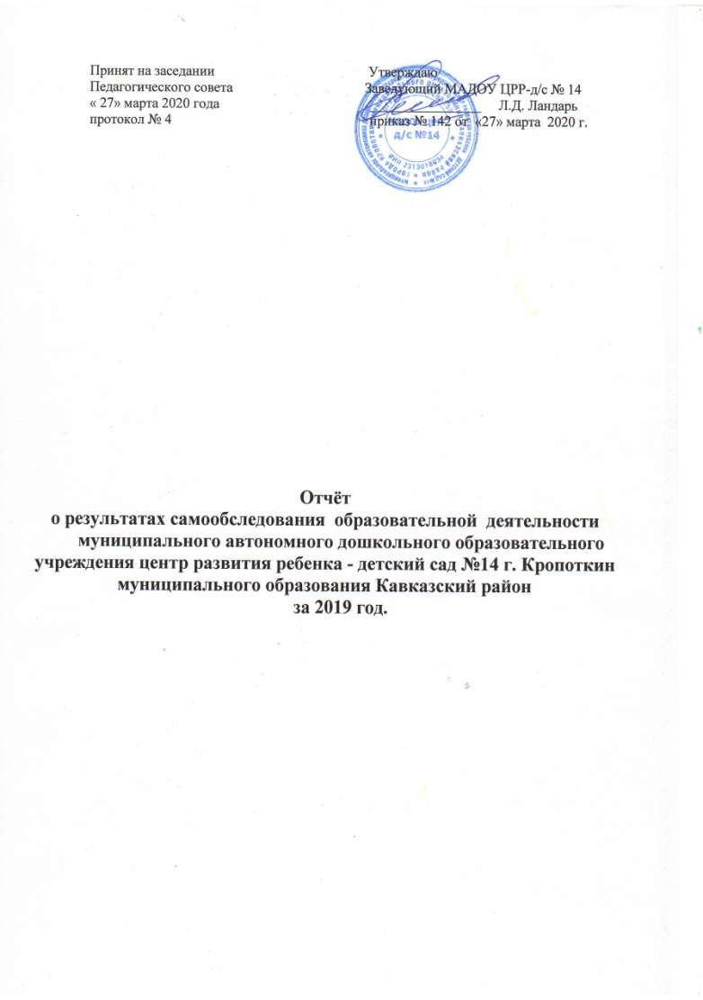 Принят на заседании
Педагогического совета
« 27» марта 2020 года
протокол № 4
Утверждаю
Заведующий МАДОУ ЦРР-д/с № 14
Л.Д. Ландарь
приказ № 142 от «27» марта 2020 г.
д/с №14
Отчёт
о результатах самообследования образовательной деятельности
муниципального автономного дошкольного образовательного
учреждения центр развития ребенка - детский сад №14 г. Кропоткин
муниципального образования Кавказский район
за 2019 год.